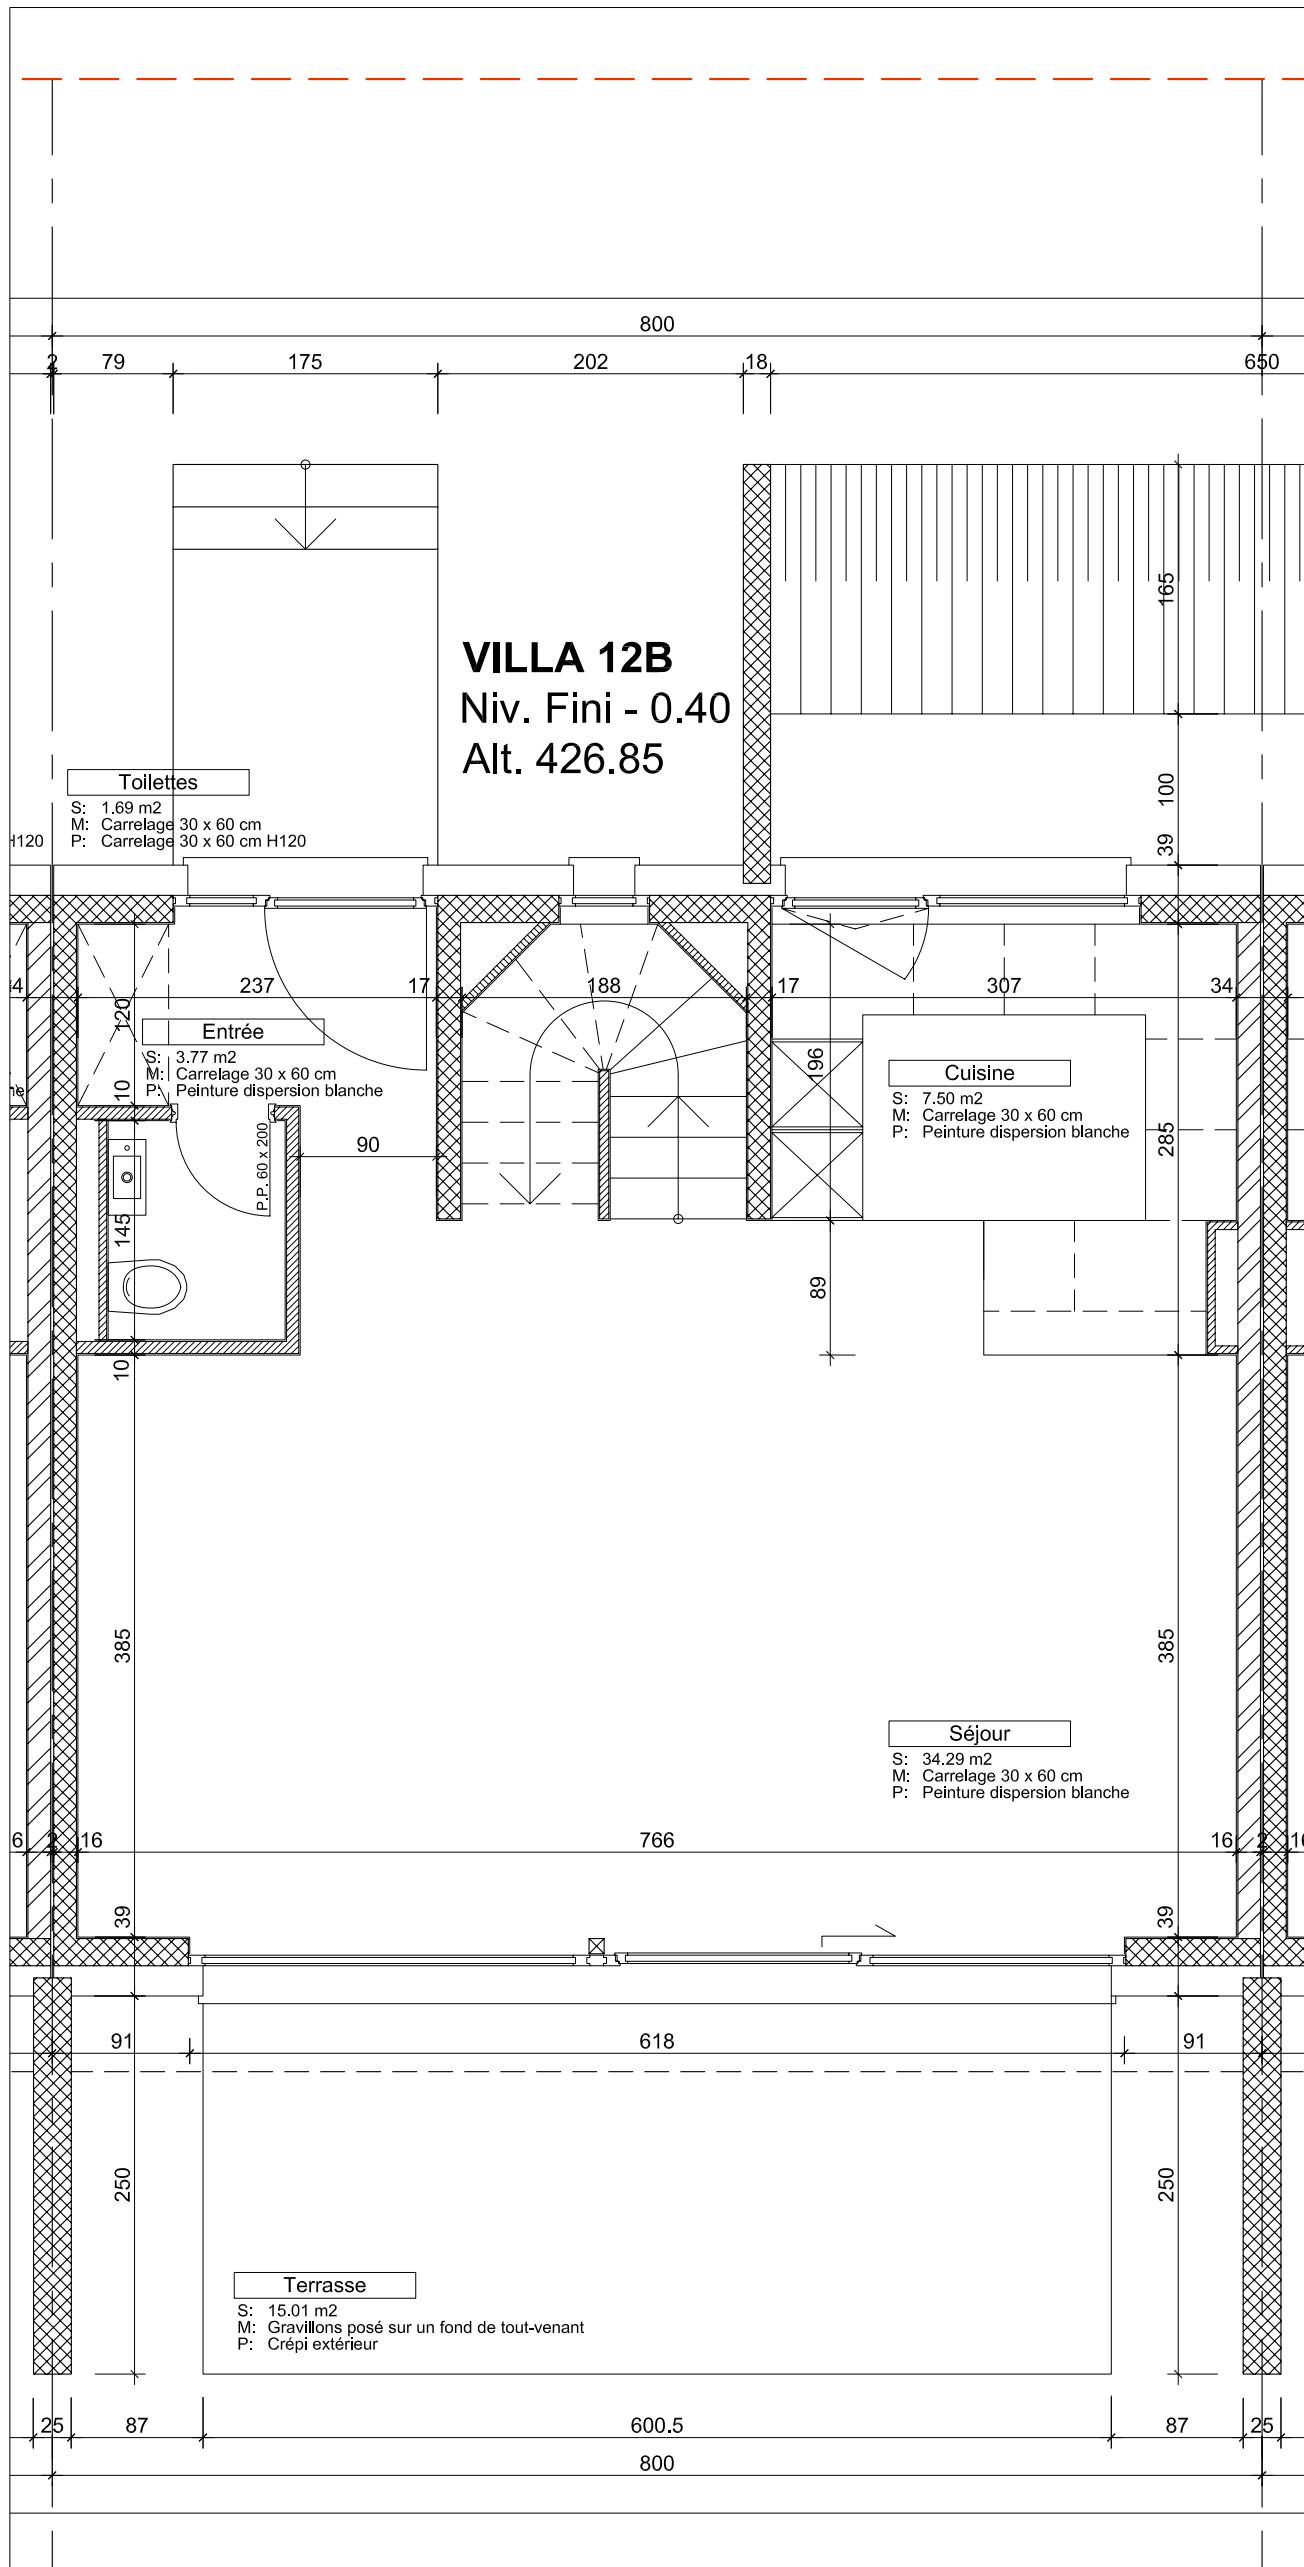 800
2 79 175 202 18 650
165
VILLA 12B
Niv. Fini - 0.40
Alt. 426.85
100
Toilettes
S: 1.69 m2
M: Carrelage 30 x 60 cm
P: Carrelage 30 x 60 cm H120
H120
39
237 17 188 17 307 34
120
Entrée
S: 3.77 m2
M: Carrelage 30 x 60 cm
P: Peinture dispersion blanche
10
196
Cuisine
S: 7.50 m2
M: Carrelage 30 x 60 cm
P: Peinture dispersion blanche
90
P.P. 60 x 200
285
145
89
10
385
385
Séjour
S: 34.29 m2
M: Carrelage 30 x 60 cm
P: Peinture dispersion blanche
6 2 16 766 16 2 16
39
39
91 618 91
250
250
Terrasse
S: 15.01 m2
M: Gravillons posé sur un fond de tout-venant
P: Crépi extérieur
25 87 600.5 87 25
800